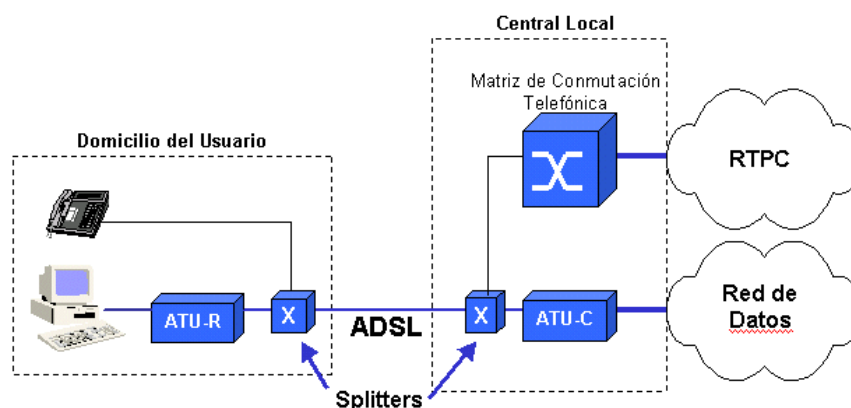 Central Local
Matriz de Conmutación
Telefónica
Domicilio del Usuario
RTPC
ATU-R
X
ADSL
X
ATU-C
Red de
Datos
Splitters